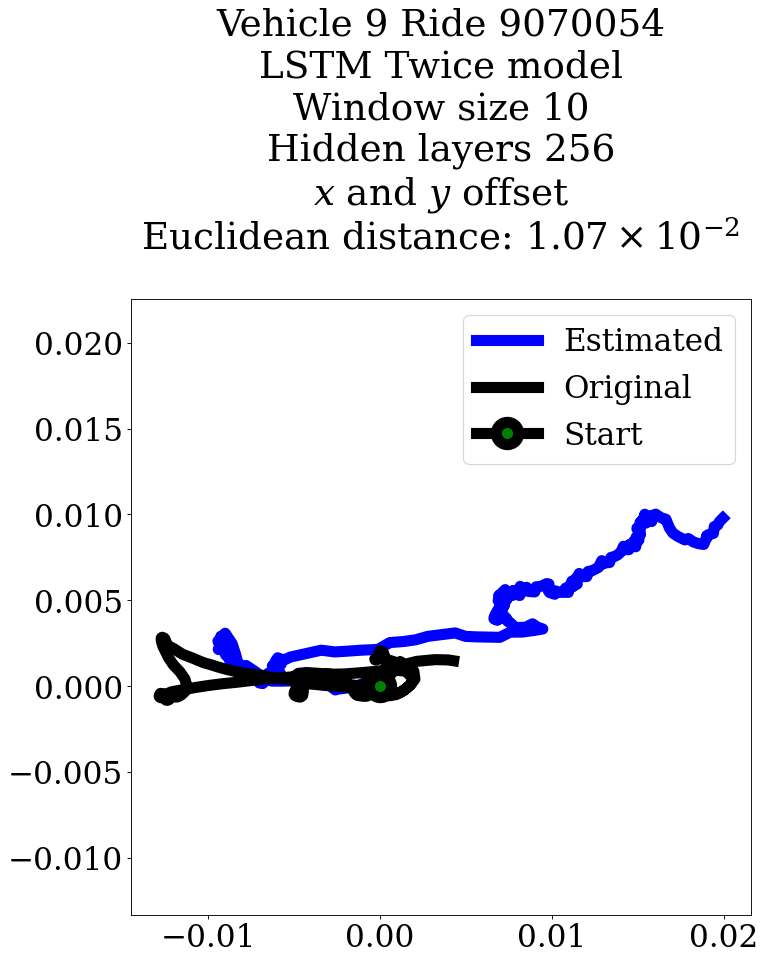 Vehicle 9 Ride 9070054
LSTM Twice model
Window size 10
Hidden layers 256
x and y offset
Euclidean distance: 1.07 × 10⁻²
Estimated
Original
Start
0.020
0.015
0.010
0.005
0.000
−0.005
−0.010
−0.01 0.00 0.01 0.02